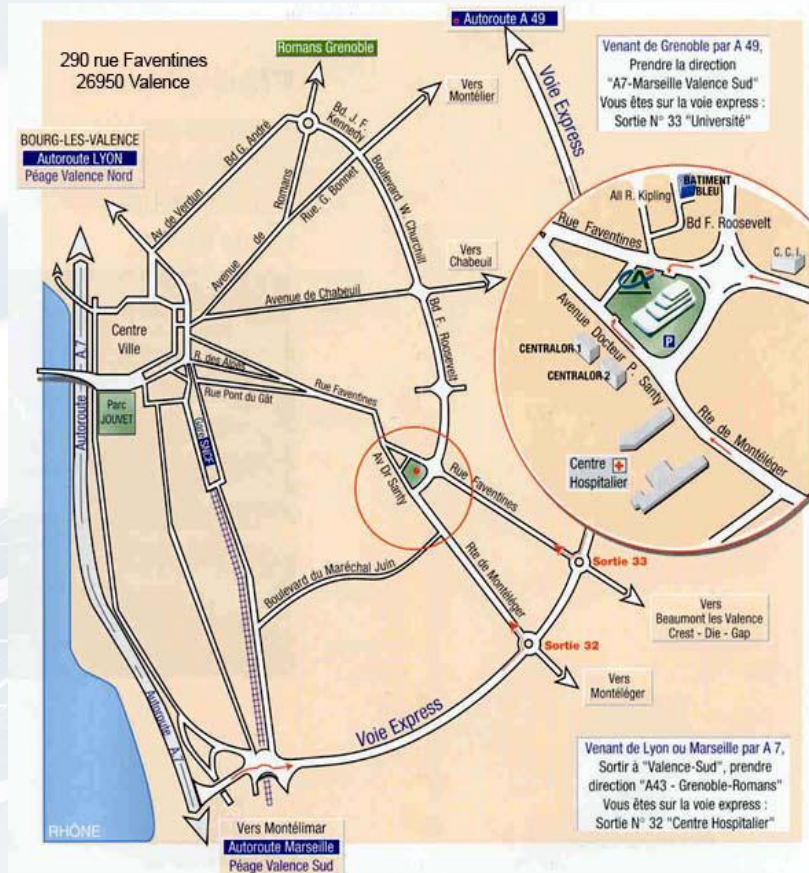 290 rue Faventines
26950 Valence
Romans Grenoble
Autoroute A 49
Venant de Grenoble par A 49,
Prendre la direction
"A7-Marseille Valence Sud"
Vous êtes sur la voie express :
Sortie N° 33 "Université"
Vers
Montélier
Voie Express
BOURG-LES-VALENCE
Autoroute LYON
Péage Valence Nord
Bd G. André
Bd. J. F.
Kennedy
Av. de Verdun
Avenue de Romans
Rue. G. Bonnet
Boulevard W. Churchill
Vers
Chabeuil
Avenue de Chabeuil
Bd F. Roosevelt
Centre
Ville
R. des Alpes
Rue Pont du Gât
Rue Faventines
Autoroute A.7
Parc
JOUVET
Gare SNCF
Av Dr Santy
Rue Faventines
Rte de Montéléger
Boulevard du Maréchal Juin
Sortie 33
Sortie 32
Vers
Beaumont les Valence
Crest - Die - Gap
Vers
Montéléger
Voie Express
Autoroute A.7
All R. Kipling
BATIMENT
BLEU
Rue Faventines
Bd F. Roosevelt
C. C. I.
CA
P
Avenue Docteur P. Santy
CENTRALOR 1
CENTRALOR 2
Rte de Montéléger
Centre
Hospitalier
Venant de Lyon ou Marseille par A 7,
Sortir à "Valence-Sud", prendre
direction "A43 - Grenoble-Romans"
Vous êtes sur la voie express :
Sortie N° 32 "Centre Hospitalier"
RHÔNE
Vers Montélimar
Autoroute Marseille
Péage Valence Sud